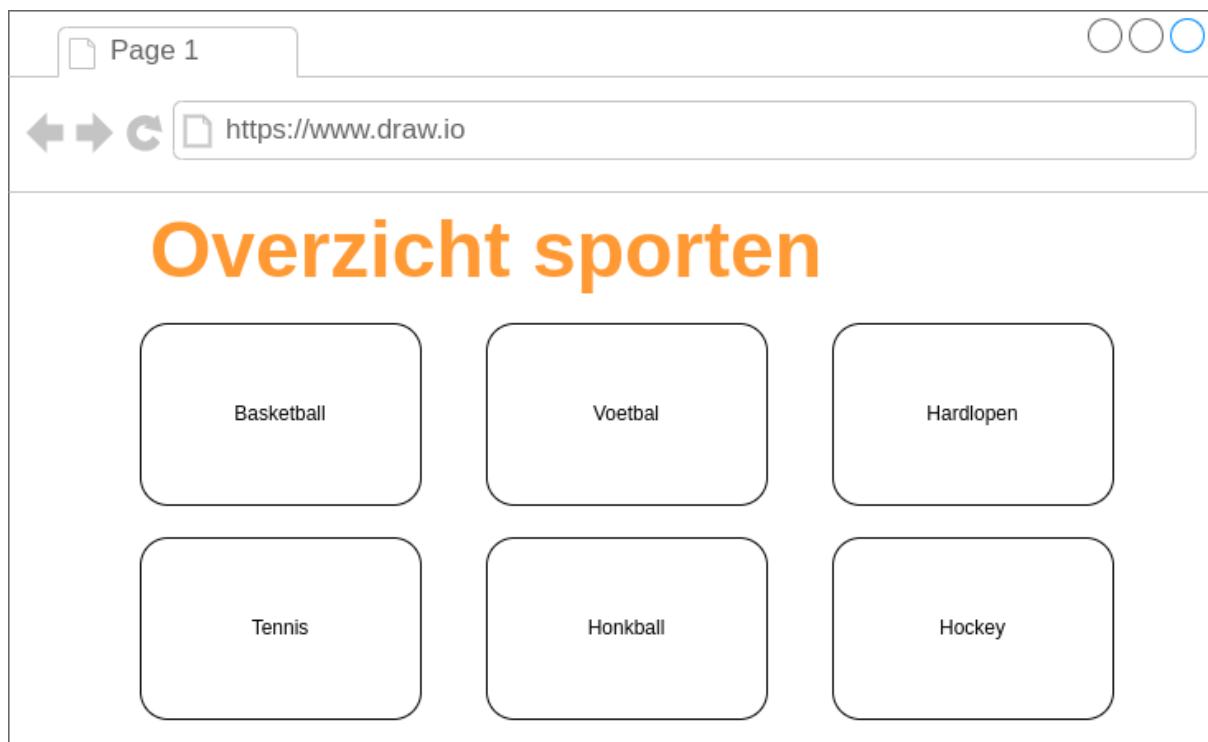 Page 1
https://www.draw.io
Overzicht sporten
Basketball
Voetbal
Hardlopen
Tennis
Honkball
Hockey